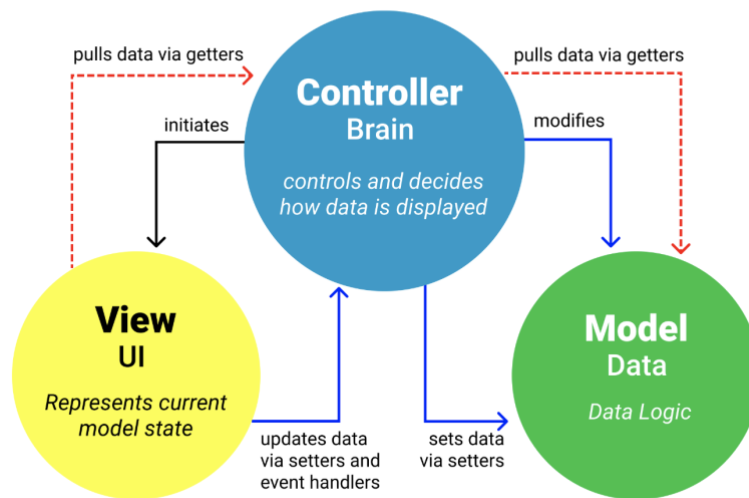 pulls data via getters
pulls data via getters
Controller
Brain
controls and decides
how data is displayed
initiates
modifies
View
UI
Represents current
model state
Model
Data
Data Logic
updates data
via setters and
event handlers
sets data
via setters